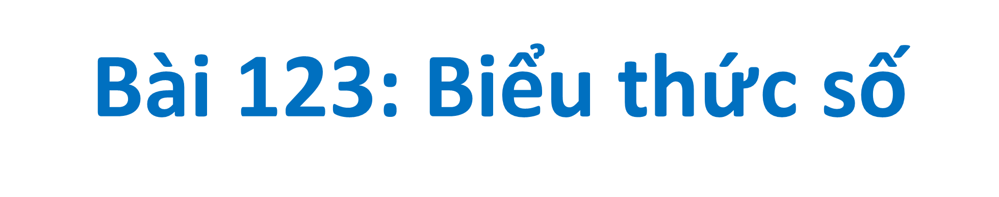 Bài 123: Biểu thức số